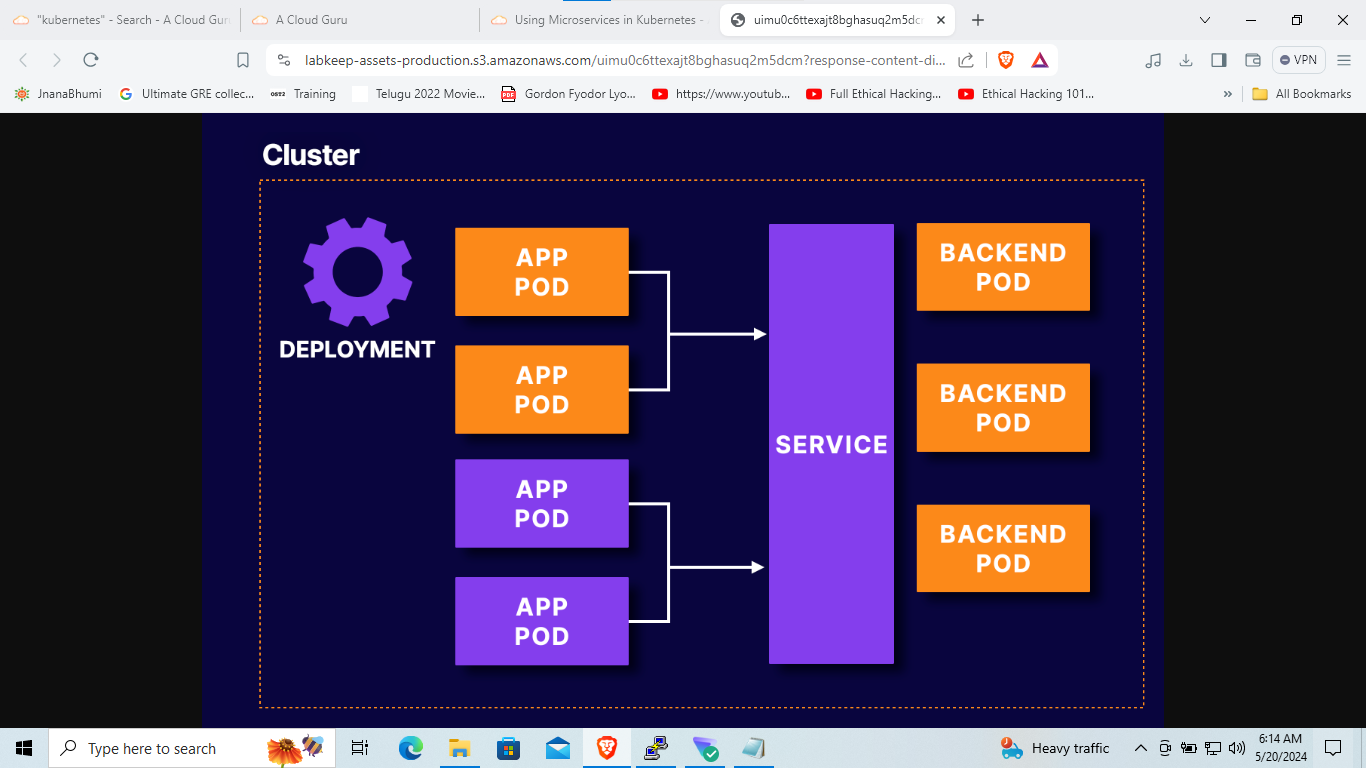 "kubernetes" - Search - A Cloud Gur
A Cloud Guru
Using Microservices in Kubernetes -
uimu0c6ttexajt8bghasuq2m5dc
labkeep-assets-production.s3.amazonaws.com/uimu0c6ttexajt8bghasuq2m5dcm?response-content-di...
VPN
JnanaBhumi
Ultimate GRE collec...
OST2 Training
Telugu 2022 Movie...
PDF Gordon Fyodor Lyo...
https://www.youtub...
Full Ethical Hacking...
Ethical Hacking 101...
»
All Bookmarks
Cluster
DEPLOYMENT
APP
POD
APP
POD
APP
POD
APP
POD
SERVICE
BACKEND
POD
BACKEND
POD
BACKEND
POD
Type here to search
Heavy traffic
6:14 AM
5/20/2024